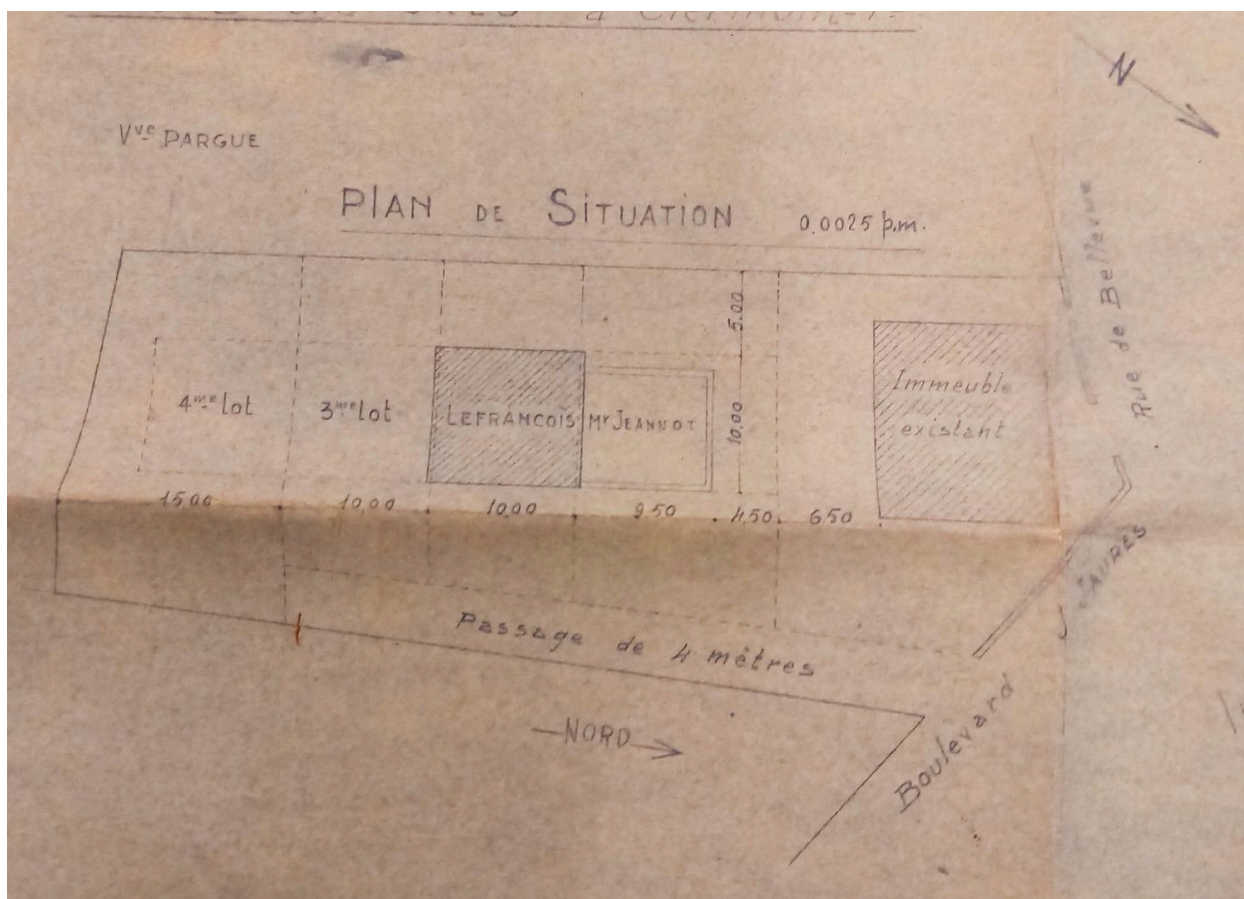 à Clermont-F.
Vve PARGUE
N
PLAN DE SITUATION 0.0025 p.m.
Rue de Bellevue
5.00
10,00
4me lot
3me lot
LEFRANCOIS
Mr JEANNOT
Immeuble
existant
15,00 10,00 10,00 9,50 4,50 6,50
Passage de 4 mètres
NORD
Boulevard JAURÈS